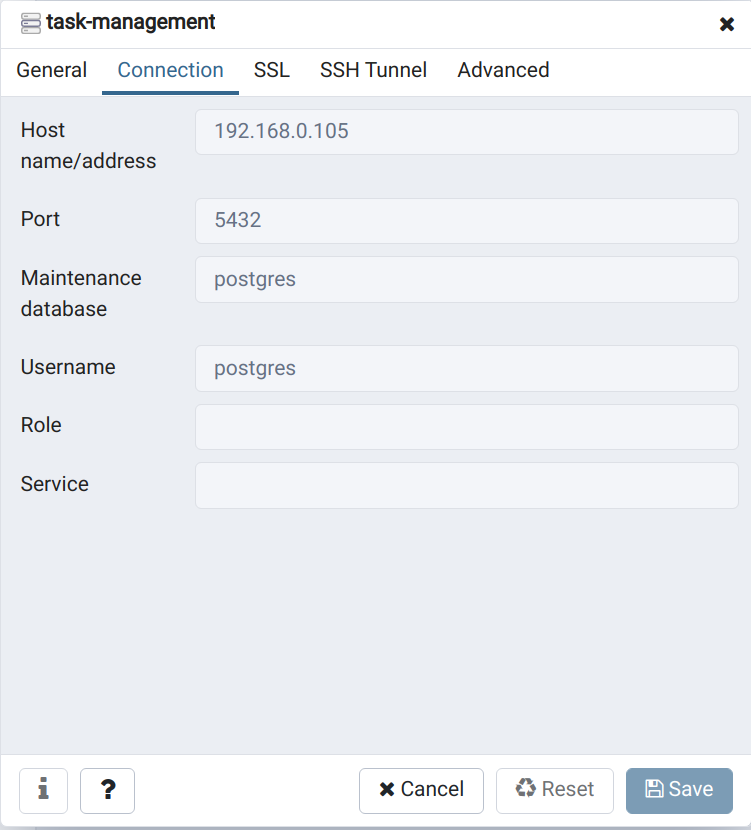 task-management
General Connection SSL SSH Tunnel Advanced
Host name/address 192.168.0.105
Port 5432
Maintenance database postgres
Username postgres
Role
Service
i ? Cancel Reset Save